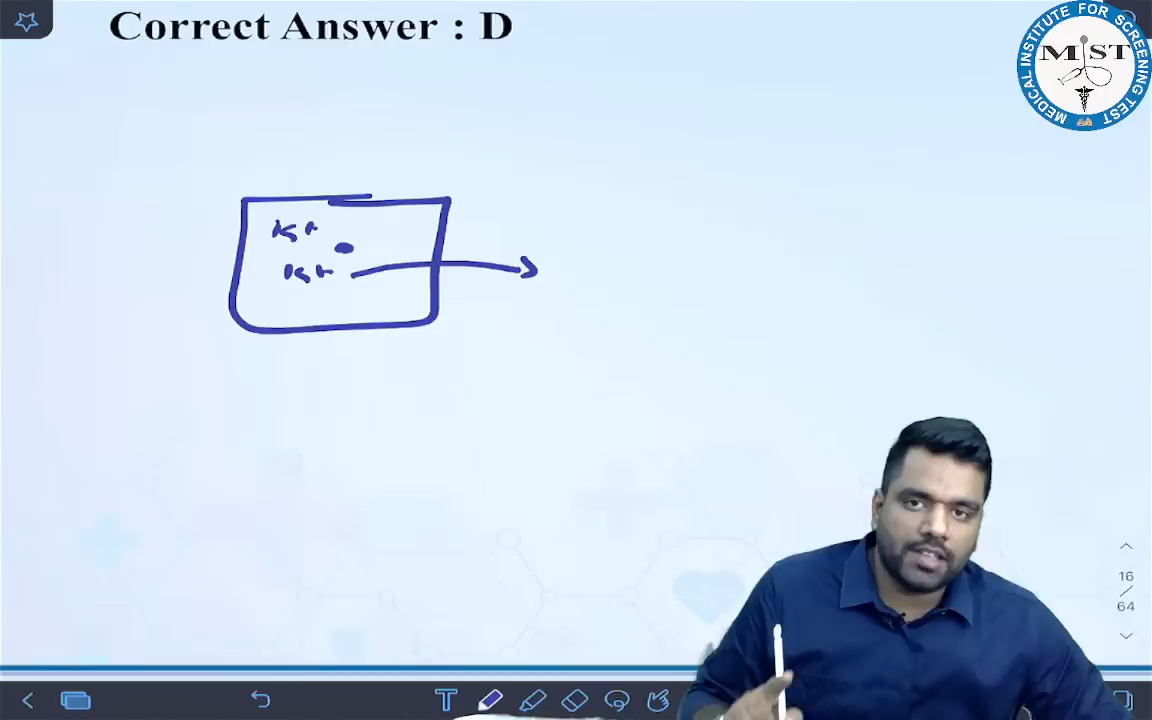 Correct Answer : D
MEDICAL INSTITUTE FOR SCREENING TEST
MIST
K+
K+
16
/
64
T